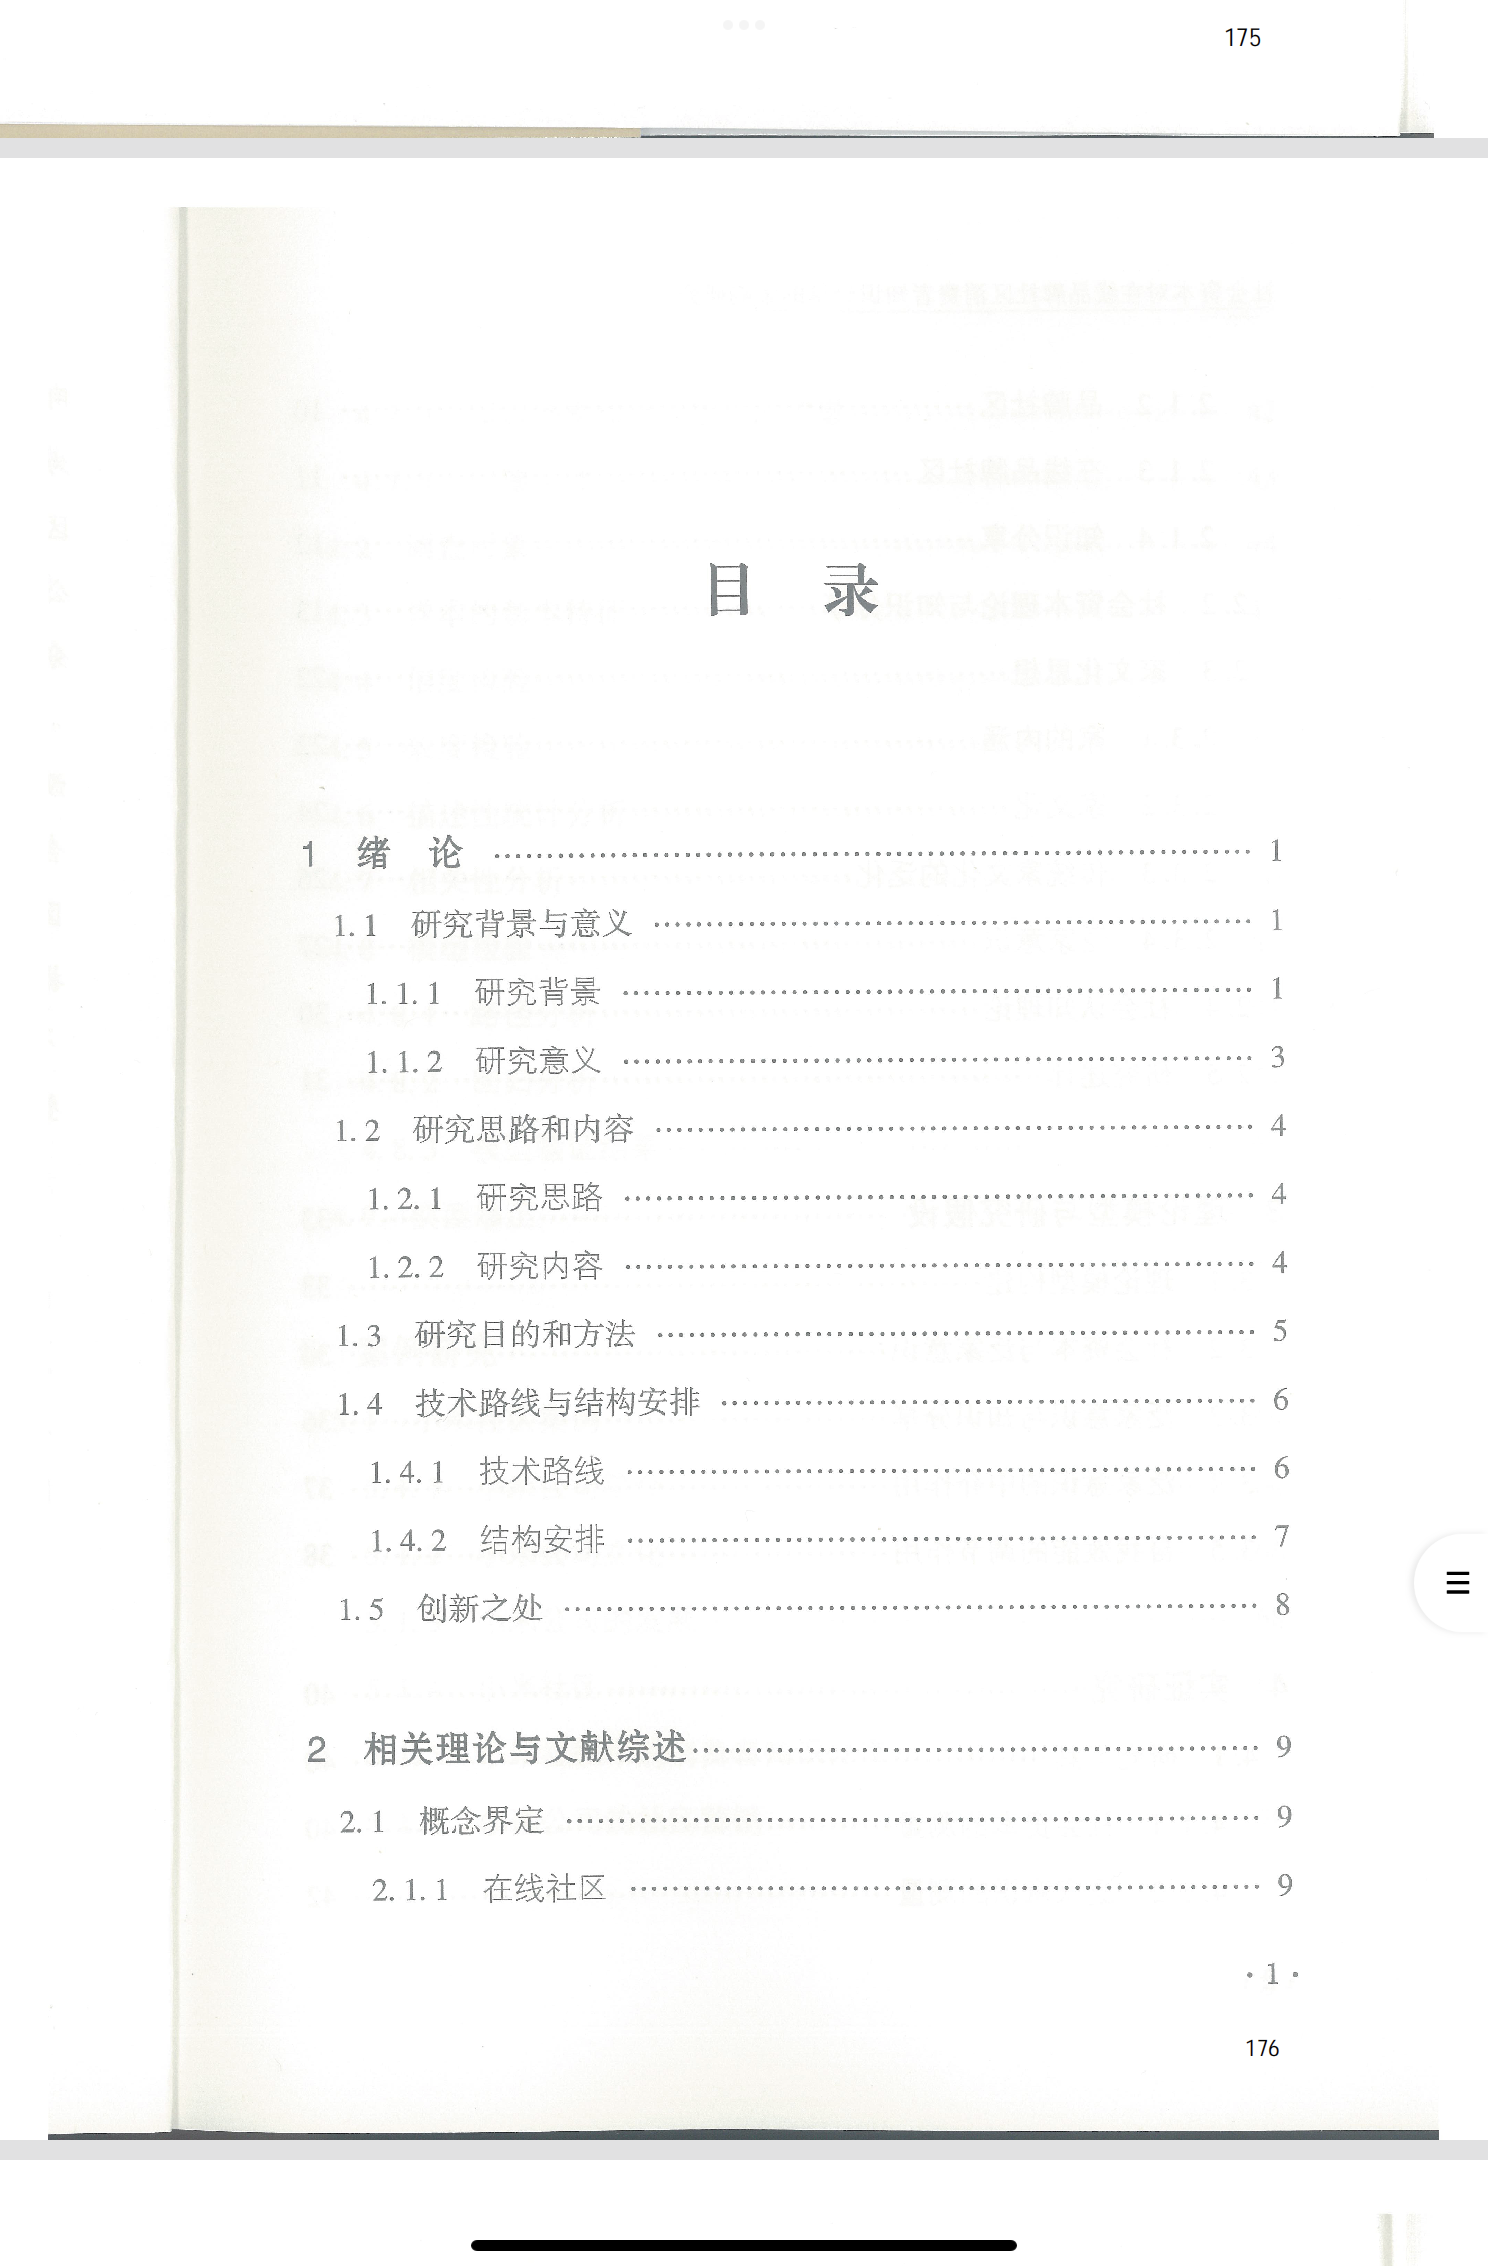 175
目 录
1 绪 论 …… 1
1.1 研究背景与意义 …… 1
1.1.1 研究背景 …… 1
1.1.2 研究意义 …… 3
1.2 研究思路和内容 …… 4
1.2.1 研究思路 …… 4
1.2.2 研究内容 …… 4
1.3 研究目的和方法 …… 5
1.4 技术路线与结构安排 …… 6
1.4.1 技术路线 …… 6
1.4.2 结构安排 …… 7
1.5 创新之处 …… 8
2 相关理论与文献综述 …… 9
2.1 概念界定 …… 9
2.1.1 在线社区 …… 9
· 1 ·
176